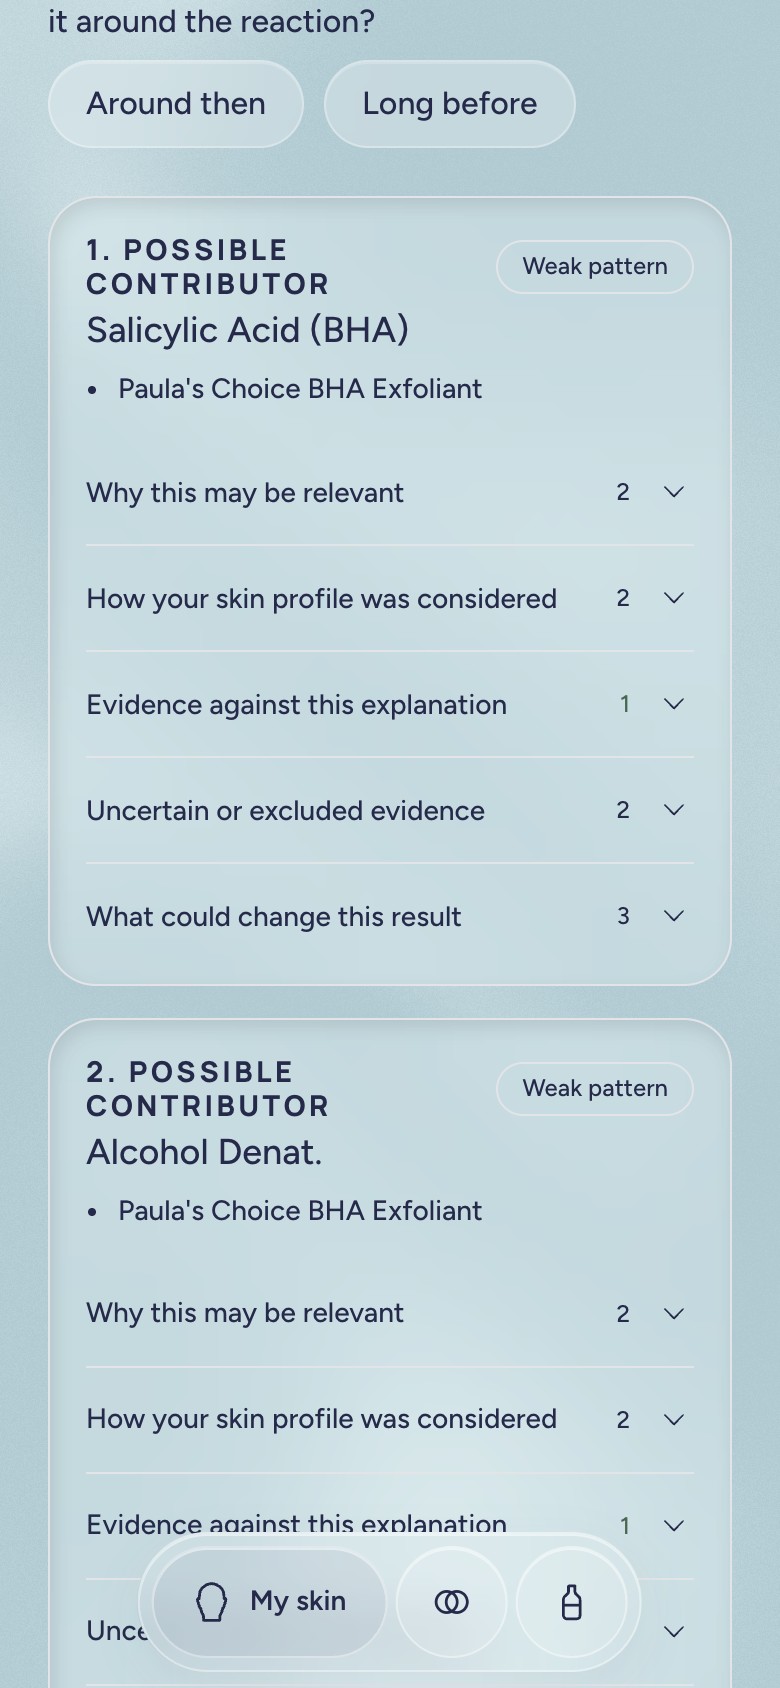 it around the reaction?
Around then
Long before
1. POSSIBLE
CONTRIBUTOR
Weak pattern
Salicylic Acid (BHA)
• Paula's Choice BHA Exfoliant
Why this may be relevant 2
How your skin profile was considered 2
Evidence against this explanation 1
Uncertain or excluded evidence 2
What could change this result 3
2. POSSIBLE
CONTRIBUTOR
Weak pattern
Alcohol Denat.
• Paula's Choice BHA Exfoliant
Why this may be relevant 2
How your skin profile was considered 2
Evidence against this explanation 1
My skin